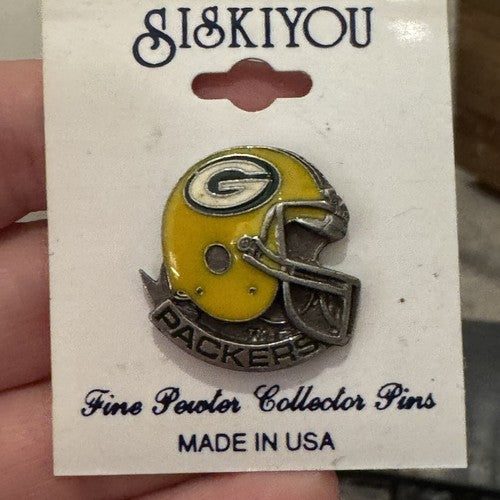 SISKIYOU
G
PACKERS
Fine Pewter Collector Pins
MADE IN USA